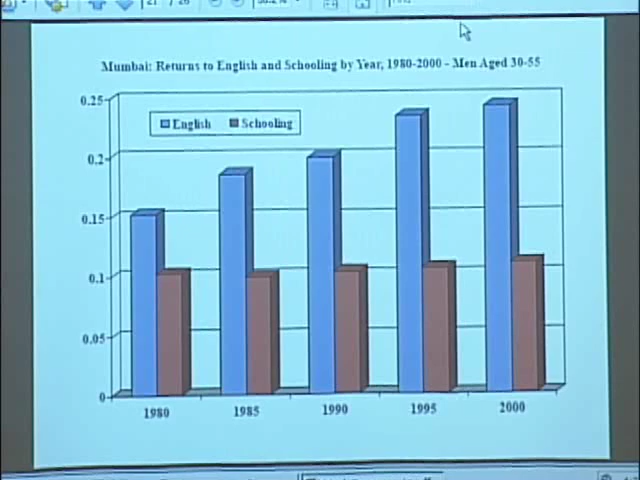 Mumbai: Returns to English and Schooling by Year, 1980-2000 - Men Aged 30-55
0.25
English Schooling
0.2
0.15
0.1
0.05
0
1980 1985 1990 1995 2000